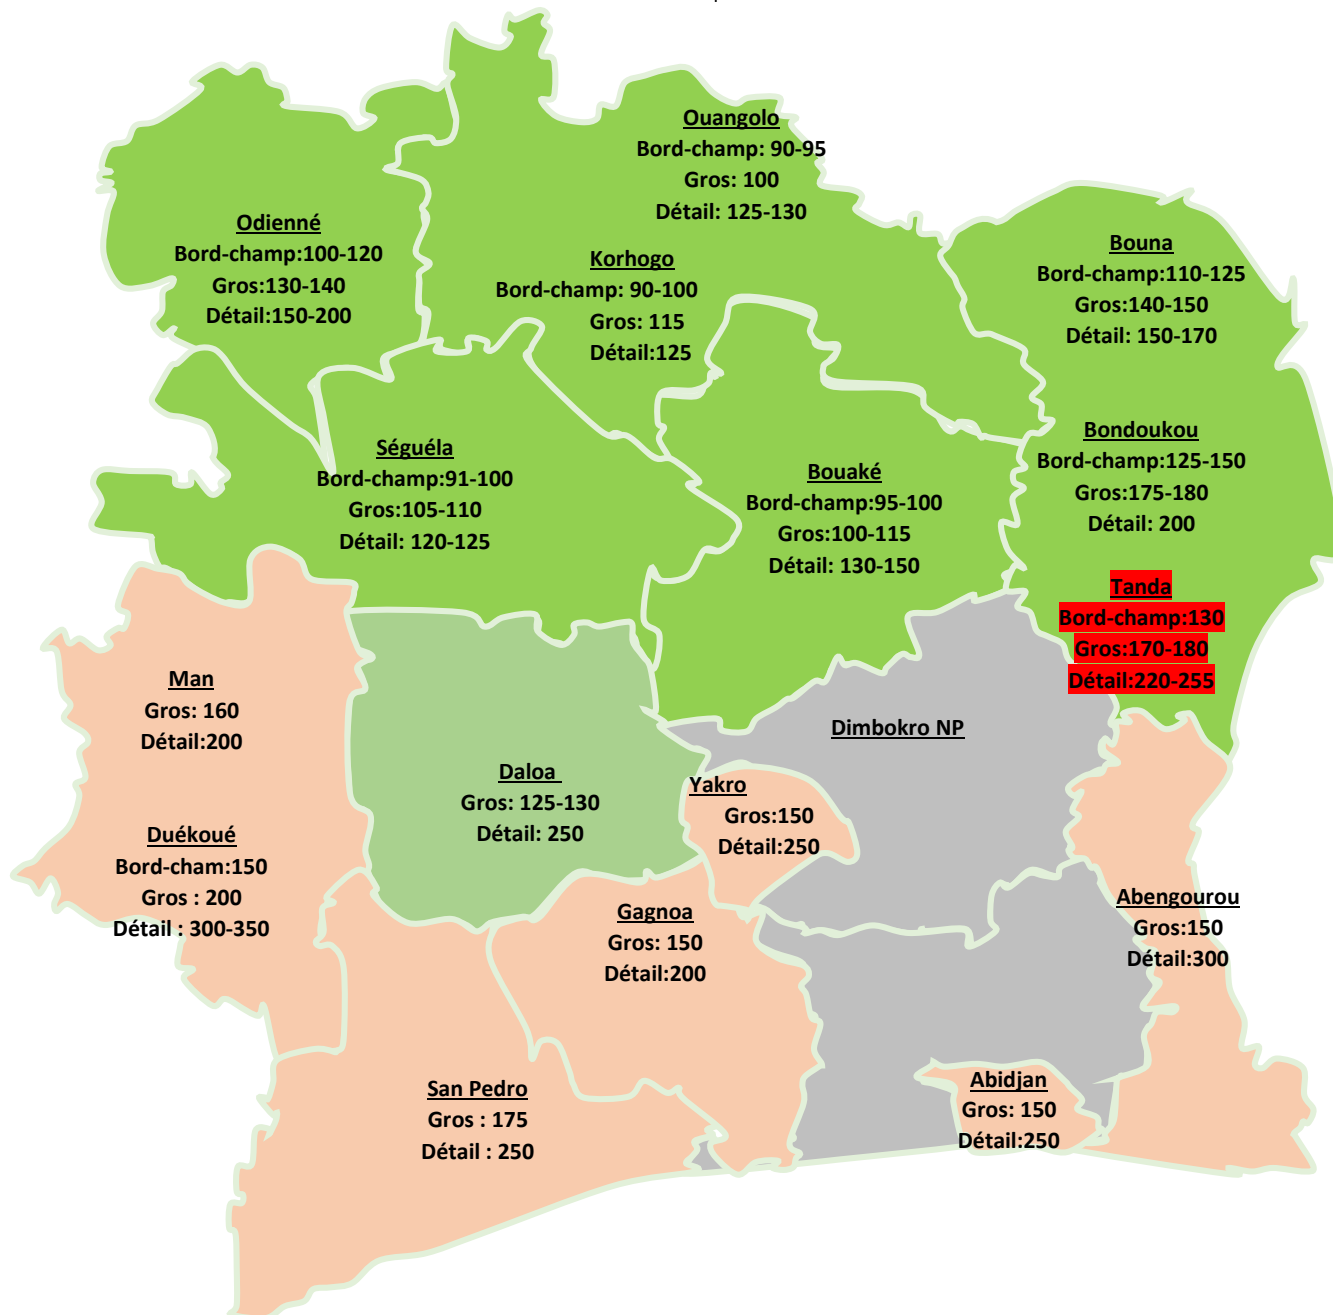 Ouangolo
Bord-champ: 90-95
Gros: 100
Détail: 125-130
Odienné
Bord-champ:100-120
Gros:130-140
Détail:150-200
Korhogo
Bord-champ: 90-100
Gros: 115
Détail:125
Bouna
Bord-champ:110-125
Gros:140-150
Détail: 150-170
Séguéla
Bord-champ:91-100
Gros:105-110
Détail: 120-125
Bouaké
Bord-champ:95-100
Gros:100-115
Détail: 130-150
Bondoukou
Bord-champ:125-150
Gros:175-180
Détail: 200
Tanda
Bord-champ:130
Gros:170-180
Détail:220-255
Man
Gros: 160
Détail:200
Dimbokro NP
Daloa
Gros: 125-130
Détail: 250
Yakro
Gros:150
Détail:250
Duékoué
Bord-cham:150
Gros : 200
Détail : 300-350
Gagnoa
Gros: 150
Détail:200
Abengourou
Gros:150
Détail:300
San Pedro
Gros : 175
Détail : 250
Abidjan
Gros: 150
Détail:250